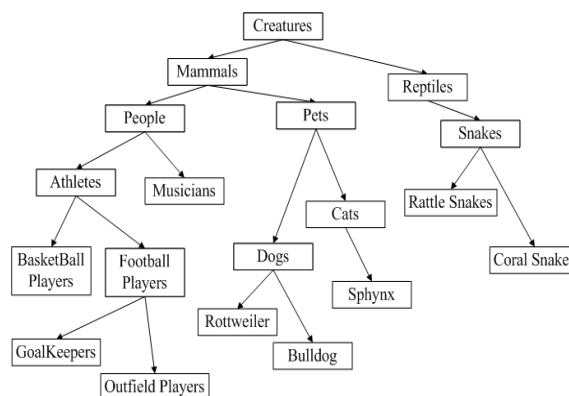 Creatures
Mammals
Reptiles
People
Pets
Snakes
Athletes
Musicians
Cats
Rattle Snakes
BasketBall
Players
Football
Players
Dogs
Coral Snake
Sphynx
Rottweiler
GoalKeepers
Bulldog
Outfield Players